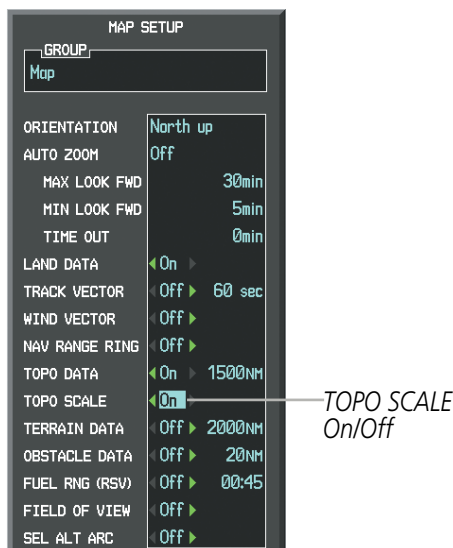 MAP SETUP
GROUP
Map
ORIENTATION North up
AUTO ZOOM Off
MAX LOOK FWD 30min
MIN LOOK FWD 5min
TIME OUT 0min
LAND DATA On
TRACK VECTOR Off 60 sec
WIND VECTOR Off
NAV RANGE RING Off
TOPO DATA On 1500NM
TOPO SCALE On
TERRAIN DATA Off 2000NM
OBSTACLE DATA Off 20NM
FUEL RNG (RSV) Off 00:45
FIELD OF VIEW Off
SEL ALT ARC Off
TOPO SCALE
On/Off